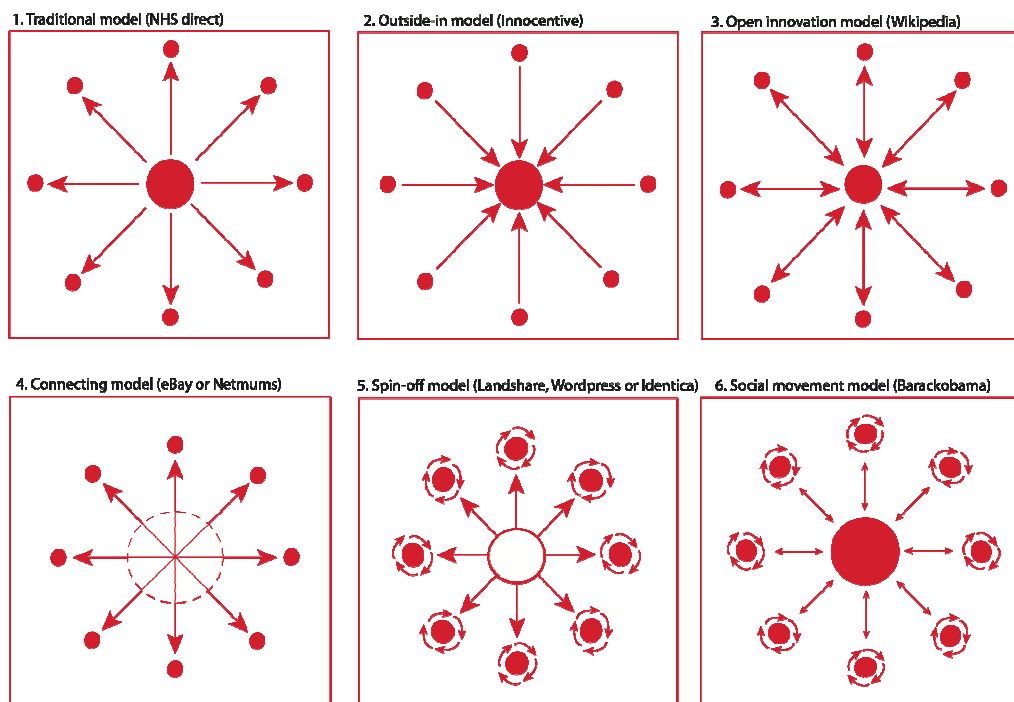 1. Traditional model (NHS direct)
2. Outside-in model (Innocentive)
3. Open innovation model (Wikipedia)
4. Connecting model (eBay or Netmums)
5. Spin-off model (Landshare, Wordpress or Identica)
6. Social movement model (Barackobama)